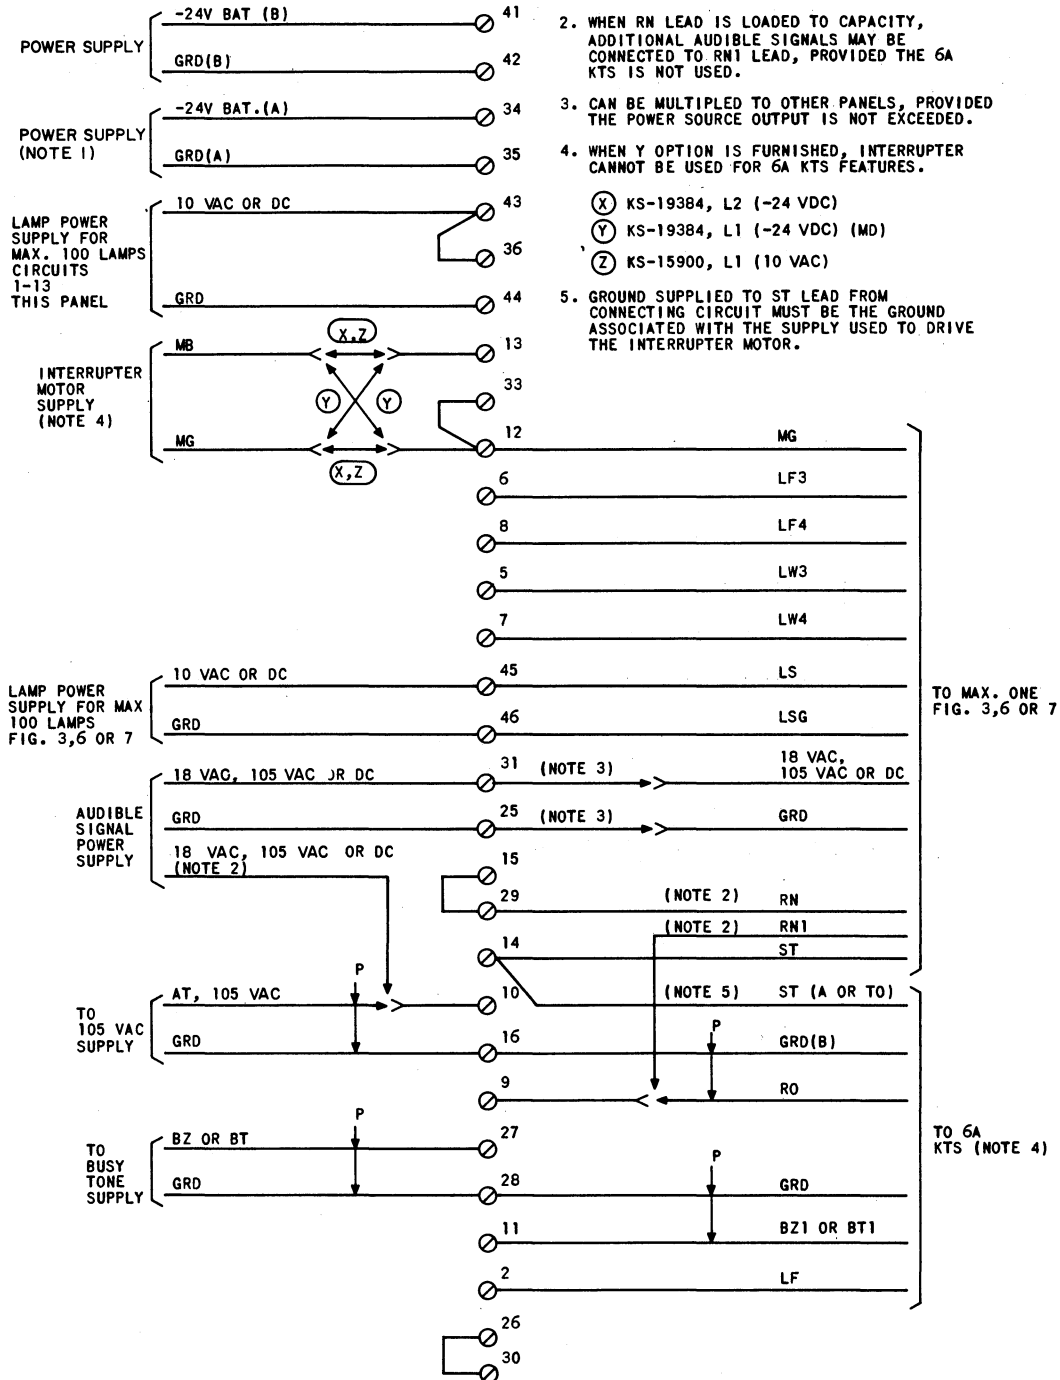 -24V BAT (B)
41
POWER SUPPLY
GRD(B)
42
-24V BAT.(A)
34
POWER SUPPLY
(NOTE 1)
GRD(A)
35
2. WHEN RN LEAD IS LOADED TO CAPACITY,
ADDITIONAL AUDIBLE SIGNALS MAY BE
CONNECTED TO RN1 LEAD, PROVIDED THE 6A
KTS IS NOT USED.
3. CAN BE MULTIPLED TO OTHER PANELS, PROVIDED
THE POWER SOURCE OUTPUT IS NOT EXCEEDED.
4. WHEN Y OPTION IS FURNISHED, INTERRUPTER
CANNOT BE USED FOR 6A KTS FEATURES.
X KS-19384, L2 (-24 VDC)
Y KS-19384, L1 (-24 VDC) (MD)
Z KS-15900, L1 (10 VAC)
5. GROUND SUPPLIED TO ST LEAD FROM
CONNECTING CIRCUIT MUST BE THE GROUND
ASSOCIATED WITH THE SUPPLY USED TO DRIVE
THE INTERRUPTER MOTOR.
10 VAC OR DC
43
LAMP POWER
SUPPLY FOR
MAX. 100 LAMPS
CIRCUITS
1-13
THIS PANEL
36
GRD
44
X,Z
MB
13
INTERRUPTER
MOTOR
SUPPLY
(NOTE 4)
Y
Y
33
MG
X,Z
12
MG
6
LF3
8
LF4
5
LW3
7
LW4
10 VAC OR DC
45
LS
LAMP POWER
SUPPLY FOR MAX
100 LAMPS
FIG. 3,6 OR 7
GRD
46
LSG
TO MAX. ONE
FIG. 3,6 OR 7
18 VAC, 105 VAC OR DC
31
(NOTE 3)
18 VAC,
105 VAC OR DC
AUDIBLE
SIGNAL
POWER
SUPPLY
GRD
25
(NOTE 3)
GRD
18 VAC, 105 VAC OR DC
(NOTE 2)
15
29
(NOTE 2)
RN
(NOTE 2)
RN1
14
ST
P
AT, 105 VAC
10
(NOTE 5)
ST (A OR TO)
TO
105 VAC
SUPPLY
GRD
16
P
GRD(B)
9
RO
P
BZ OR BT
27
TO
BUSY
TONE
SUPPLY
GRD
28
P
GRD
TO 6A
KTS (NOTE 4)
11
BZ1 OR BT1
2
LF
26
30